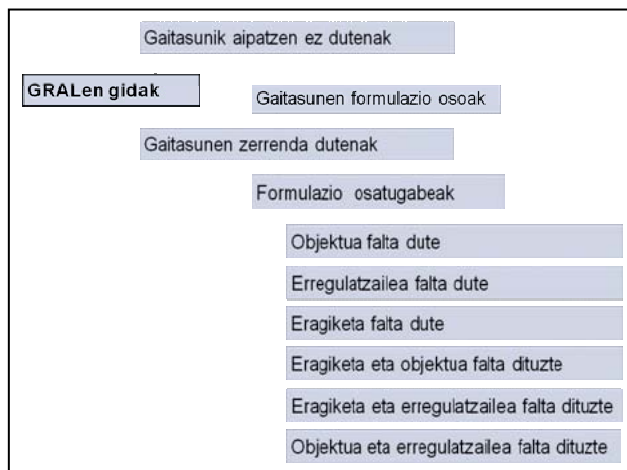 Gaitasunik aipatzen ez dutenak
GRALen gidak
Gaitasunen formulazio osoak
Gaitasunen zerrenda dutenak
Formulazio osatugabeak
Objektua falta dute
Erregulatzailea falta dute
Eragiketa falta dute
Eragiketa eta objektua falta dituzte
Eragiketa eta erregulatzailea falta dituzte
Objektua eta erregulatzailea falta dituzte